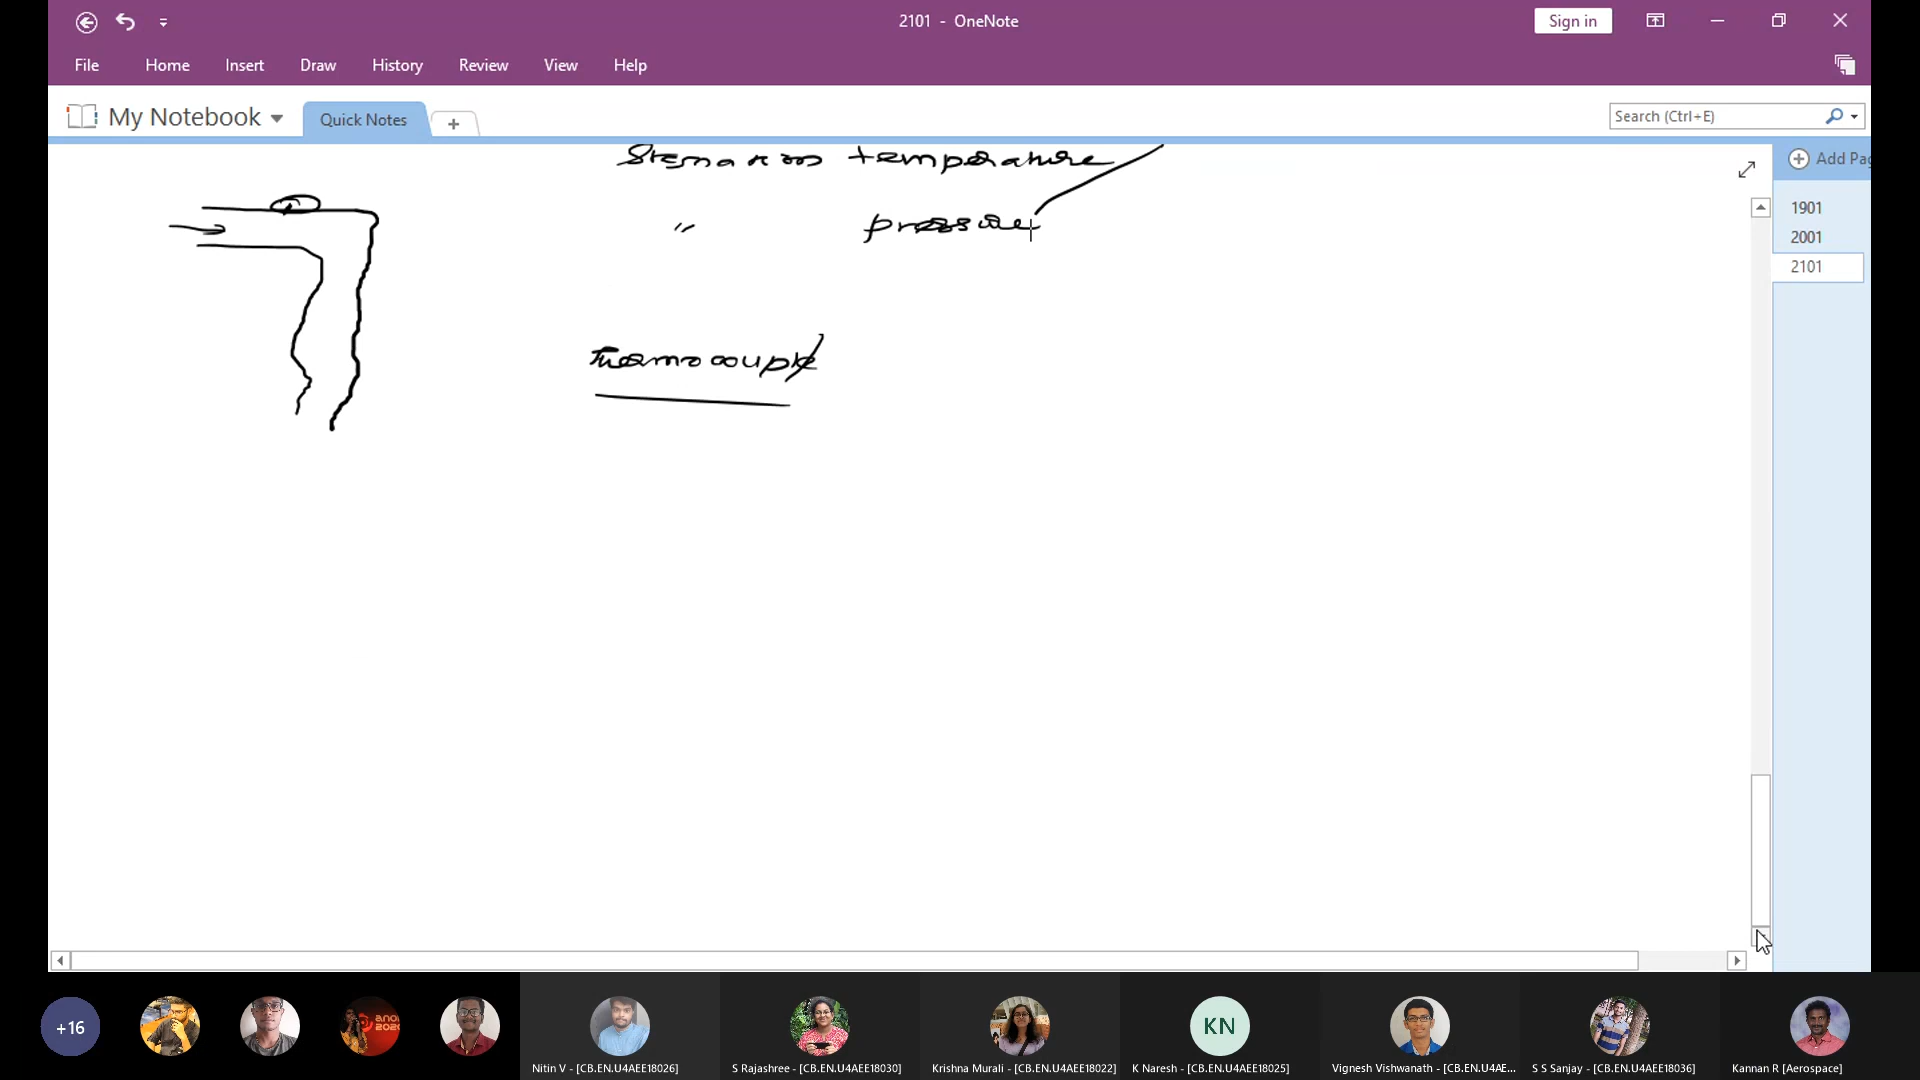 2101 - OneNote
Sign in
File Home Insert Draw History Review View Help
My Notebook
Quick Notes
+
Search (Ctrl+E)
temperature
Add Pag
"
pressure
1901
2001
2101
thermocouple
+16
KN
Nitin V - [CB.EN.U4AEE18026]
S Rajashree - [CB.EN.U4AEE18030]
Krishna Murali - [CB.EN.U4AEE18022]
K Naresh - [CB.EN.U4AEE18025]
Vignesh Vishwanath - [CB.EN.U4AE...
S S Sanjay - [CB.EN.U4AEE18036]
Kannan R [Aerospace]